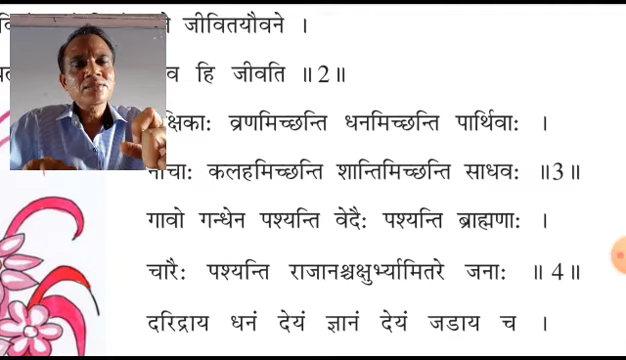 जीवितयौवने ।
हि जीवति ॥2॥
व्रणमिच्छन्ति धनमिच्छन्ति पार्थिवाः ।
कलहमिच्छन्ति शान्तिमिच्छन्ति साधवः ॥3॥
गावो गन्धेन पश्यन्ति वेदैः पश्यन्ति ब्राह्मणाः ।
चारैः पश्यन्ति राजानश्चक्षुर्भ्यामितरे जनाः ॥4॥
दरिद्राय धनं देयं ज्ञानं देयं जडाय च ।